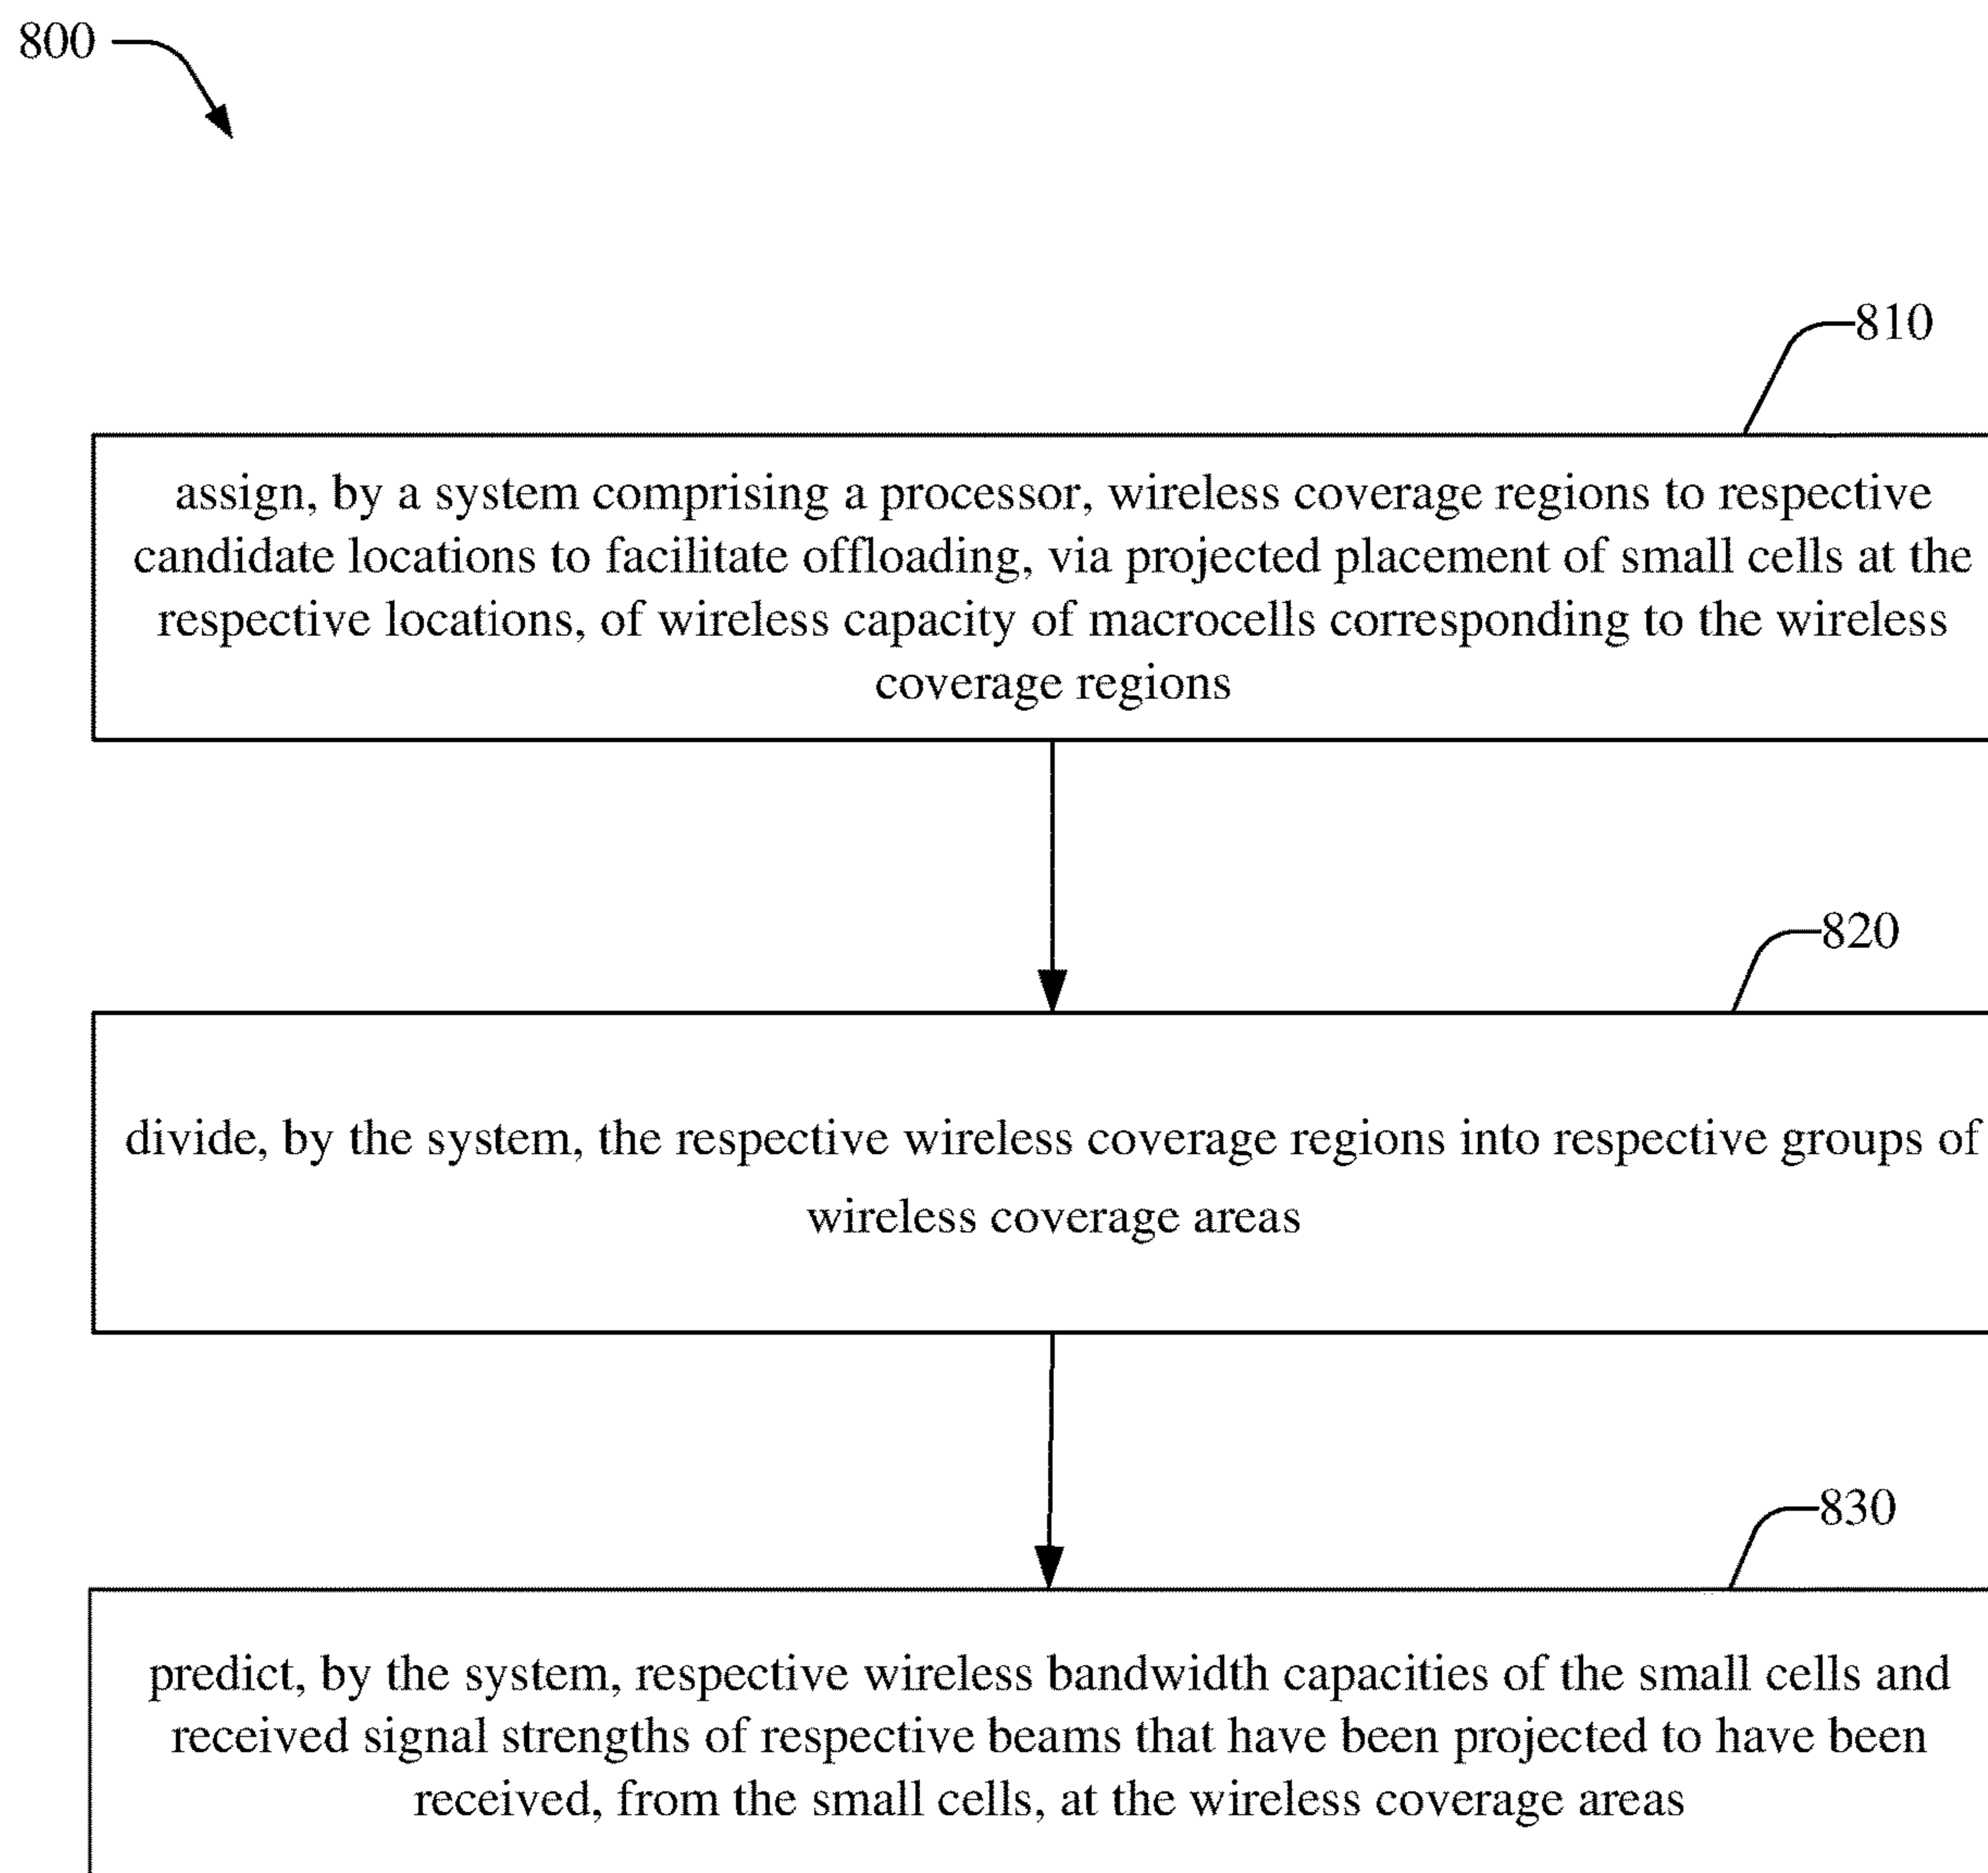 800
810
assign, by a system comprising a processor, wireless coverage regions to respective
candidate locations to facilitate offloading, via projected placement of small cells at the
respective locations, of wireless capacity of macrocells corresponding to the wireless
coverage regions
820
divide, by the system, the respective wireless coverage regions into respective groups of
wireless coverage areas
830
predict, by the system, respective wireless bandwidth capacities of the small cells and
received signal strengths of respective beams that have been projected to have been
received, from the small cells, at the wireless coverage areas